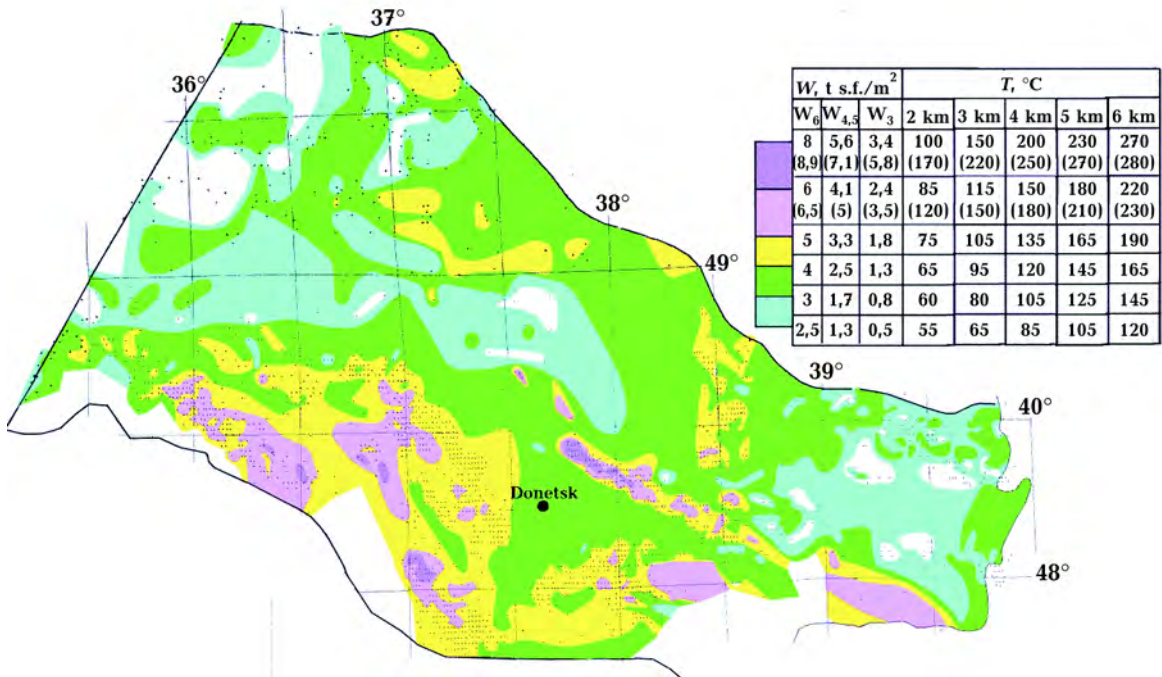 37°
36°
38°
49°
39°
40°
Donetsk
48°
W, t s.f./m² T, °C
W₆ W₄,₅ W₃ 2 km 3 km 4 km 5 km 6 km
8 5,6 3,4 100 150 200 230 270
(8,9) (7,1) (5,8) (170) (220) (250) (270) (280)
6 4,1 2,4 85 115 150 180 220
(6,5) (5) (3,5) (120) (150) (180) (210) (230)
5 3,3 1,8 75 105 135 165 190
4 2,5 1,3 65 95 120 145 165
3 1,7 0,8 60 80 105 125 145
2,5 1,3 0,5 55 65 85 105 120